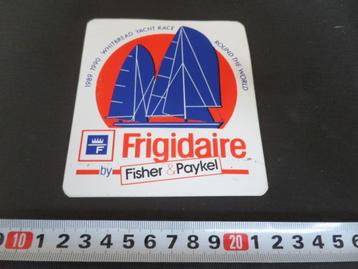 1989-1990 WHITBREAD YACHT RACE ROUND THE WORLD
F
Frigidaire
by Fisher & Paykel
10 1 2 3 4 5 6 7 8 9 20 1 2 3 4 5